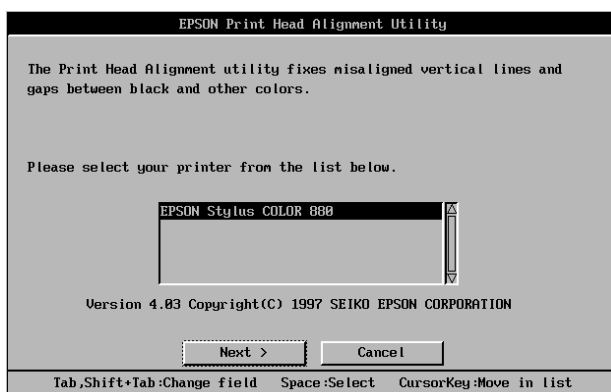 EPSON Print Head Alignment Utility
The Print Head Alignment utility fixes misaligned vertical lines and
gaps between black and other colors.
Please select your printer from the list below.
EPSON Stylus COLOR 880
Version 4.03 Copyright(C) 1997 SEIKO EPSON CORPORATION
Next > Cancel
Tab,Shift+Tab:Change field Space:Select CursorKey:Move in list